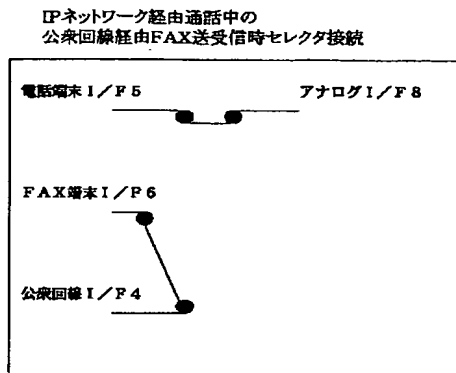 IPネットワーク経由通話中の
公衆回線経由FAX送受信時セレクタ接続
電話端末I/F5
アナログI/F8
FAX端末I/F6
公衆回線I/F4